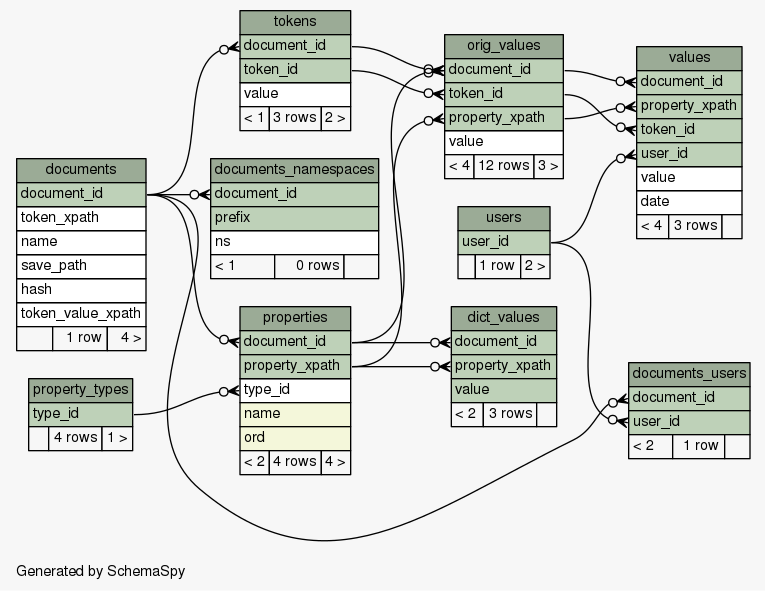 tokens
document_id
token_id
value
< 1 3 rows 2 >
orig_values
document_id
token_id
property_xpath
value
< 4 12 rows 3 >
values
document_id
property_xpath
token_id
user_id
value
date
< 4 3 rows
documents
document_id
token_xpath
name
save_path
hash
token_value_xpath
1 row 4 >
documents_namespaces
document_id
prefix
ns
< 1 0 rows
users
user_id
1 row 2 >
properties
document_id
property_xpath
type_id
name
ord
< 2 4 rows 4 >
dict_values
document_id
property_xpath
value
< 2 3 rows
property_types
type_id
4 rows 1 >
documents_users
document_id
user_id
< 2 1 row
Generated by SchemaSpy